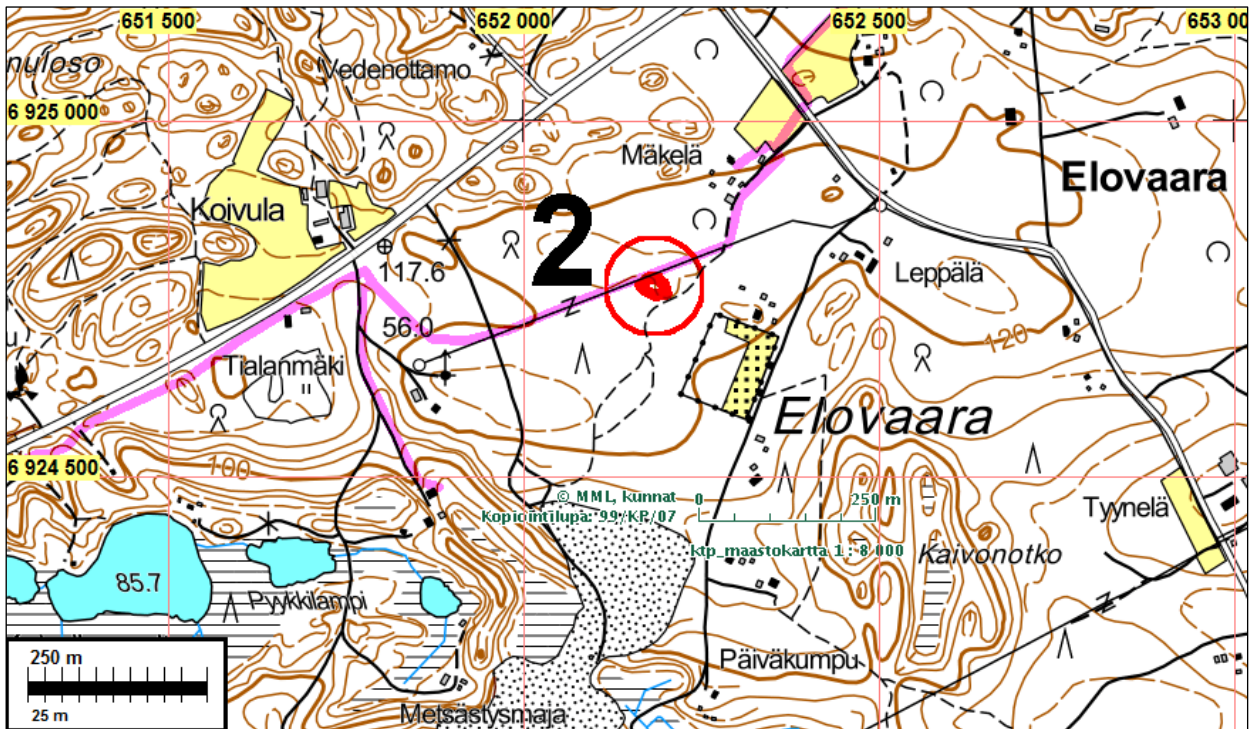 651 500
652 000
652 500
653 00
nuloso
Vedenottamo
6 925 000
Mäkelä
Elovaara
Koivula
2
117.6
Leppälä
56.0
120
Tialanmäki
Elovaara
6 924 500
100
© MML, kunnat
0
250 m
Kopiointilupa: 99/KP/07
Tyynelä
ktp_maastokartta 1 : 8 000
Kaivonotko
85.7
Pyykkilampi
250 m
Päiväkumpu
25 m
Metsästysmaja